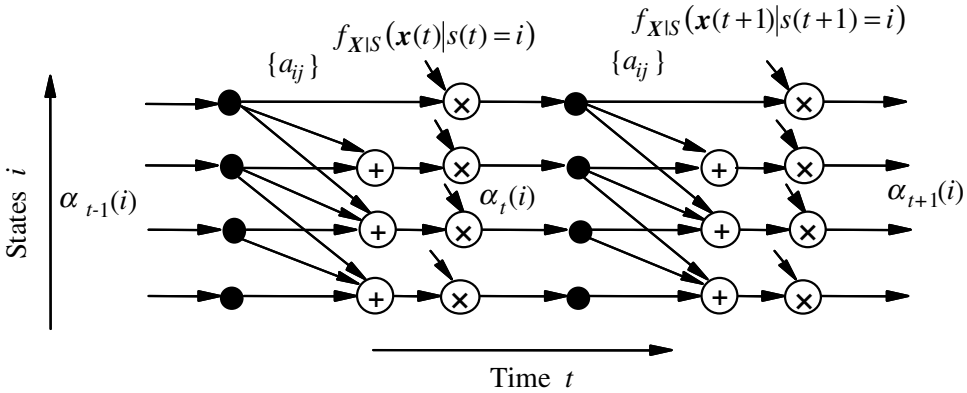 f_{X|S}(x(t)|s(t)=i)
f_{X|S}(x(t+1)|s(t+1)=i)
{a_{ij}}
{a_{ij}}
×
×
+
×
+
×
States i
α_{t-1}(i)
α_t(i)
α_{t+1}(i)
+
×
+
×
+
×
+
×
Time t